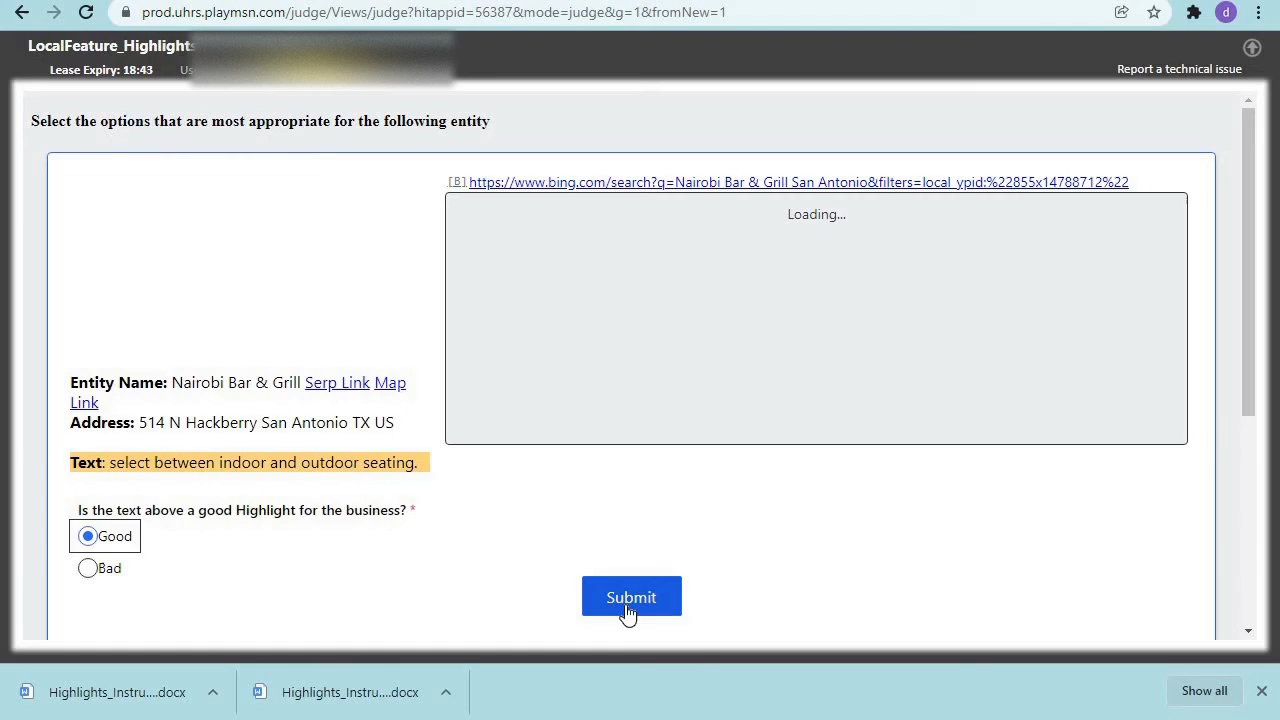 prod.uhrs.playmsn.com/judge/Views/judge?hitappid=56387&mode=judge&g=1&fromNew=1
d
LocalFeature_Highlights
Lease Expiry: 18:43
Report a technical issue
Select the options that are most appropriate for the following entity
[B] https://www.bing.com/search?q=Nairobi Bar & Grill San Antonio&filters=local_ypid:%22855x14788712%22
Loading...
Entity Name: Nairobi Bar & Grill Serp Link Map
Link
Address: 514 N Hackberry San Antonio TX US
Text: select between indoor and outdoor seating.
Is the text above a good Highlight for the business? *
Good
Bad
Submit
Highlights_Instru....docx
Highlights_Instru....docx
Show all